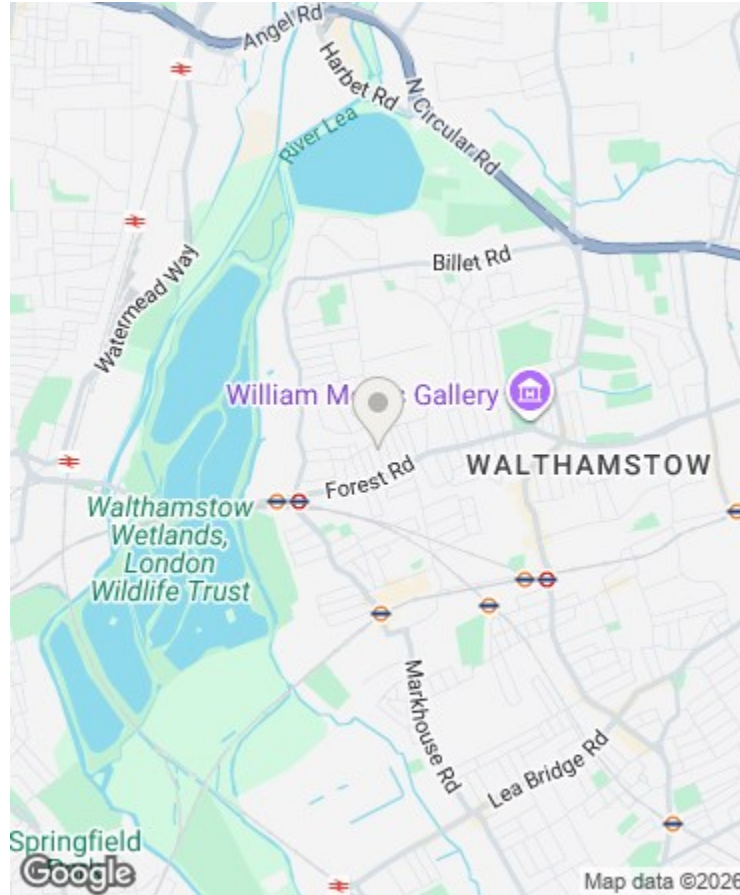 Angel Rd
Harbet Rd
N Circular Rd
River Lea
Billet Rd
Watermead Way
William M s Gallery
Forest Rd
WALTHAMSTOW
Walthamstow
Wetlands,
London
Wildlife Trust
Markhouse Rd
Lea Bridge Rd
Springfield
Google
Map data ©2026